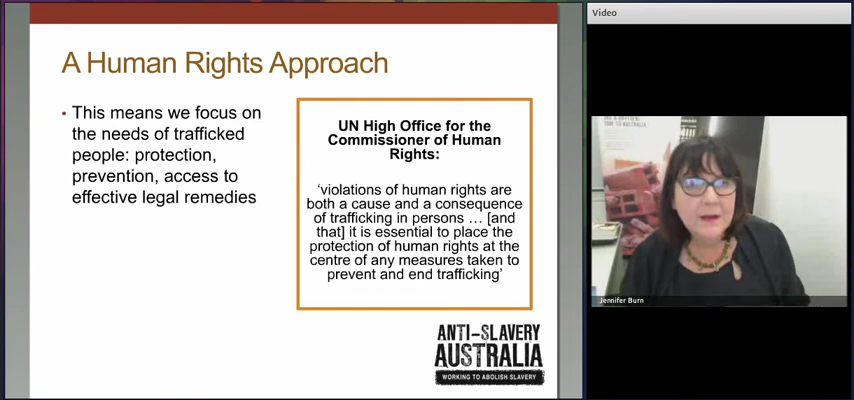 A Human Rights Approach
• This means we focus on
the needs of trafficked
people: protection,
prevention, access to
effective legal remedies
UN High Office for the
Commissioner of Human
Rights:
‘violations of human rights are
both a cause and a consequence
of trafficking in persons … [and
that] it is essential to place the
protection of human rights at the
centre of any measures taken to
prevent and end trafficking’
ANTI-SLAVERY
AUSTRALIA
WORKING TO ABOLISH SLAVERY
Video
Jennifer Burn